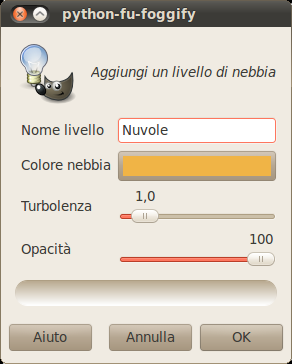 python-fu-foggify
Aggiungi un livello di nebbia
Nome livello Nuvole
Colore nebbia
Turbolenza 1,0
Opacità 100
Aiuto Annulla OK